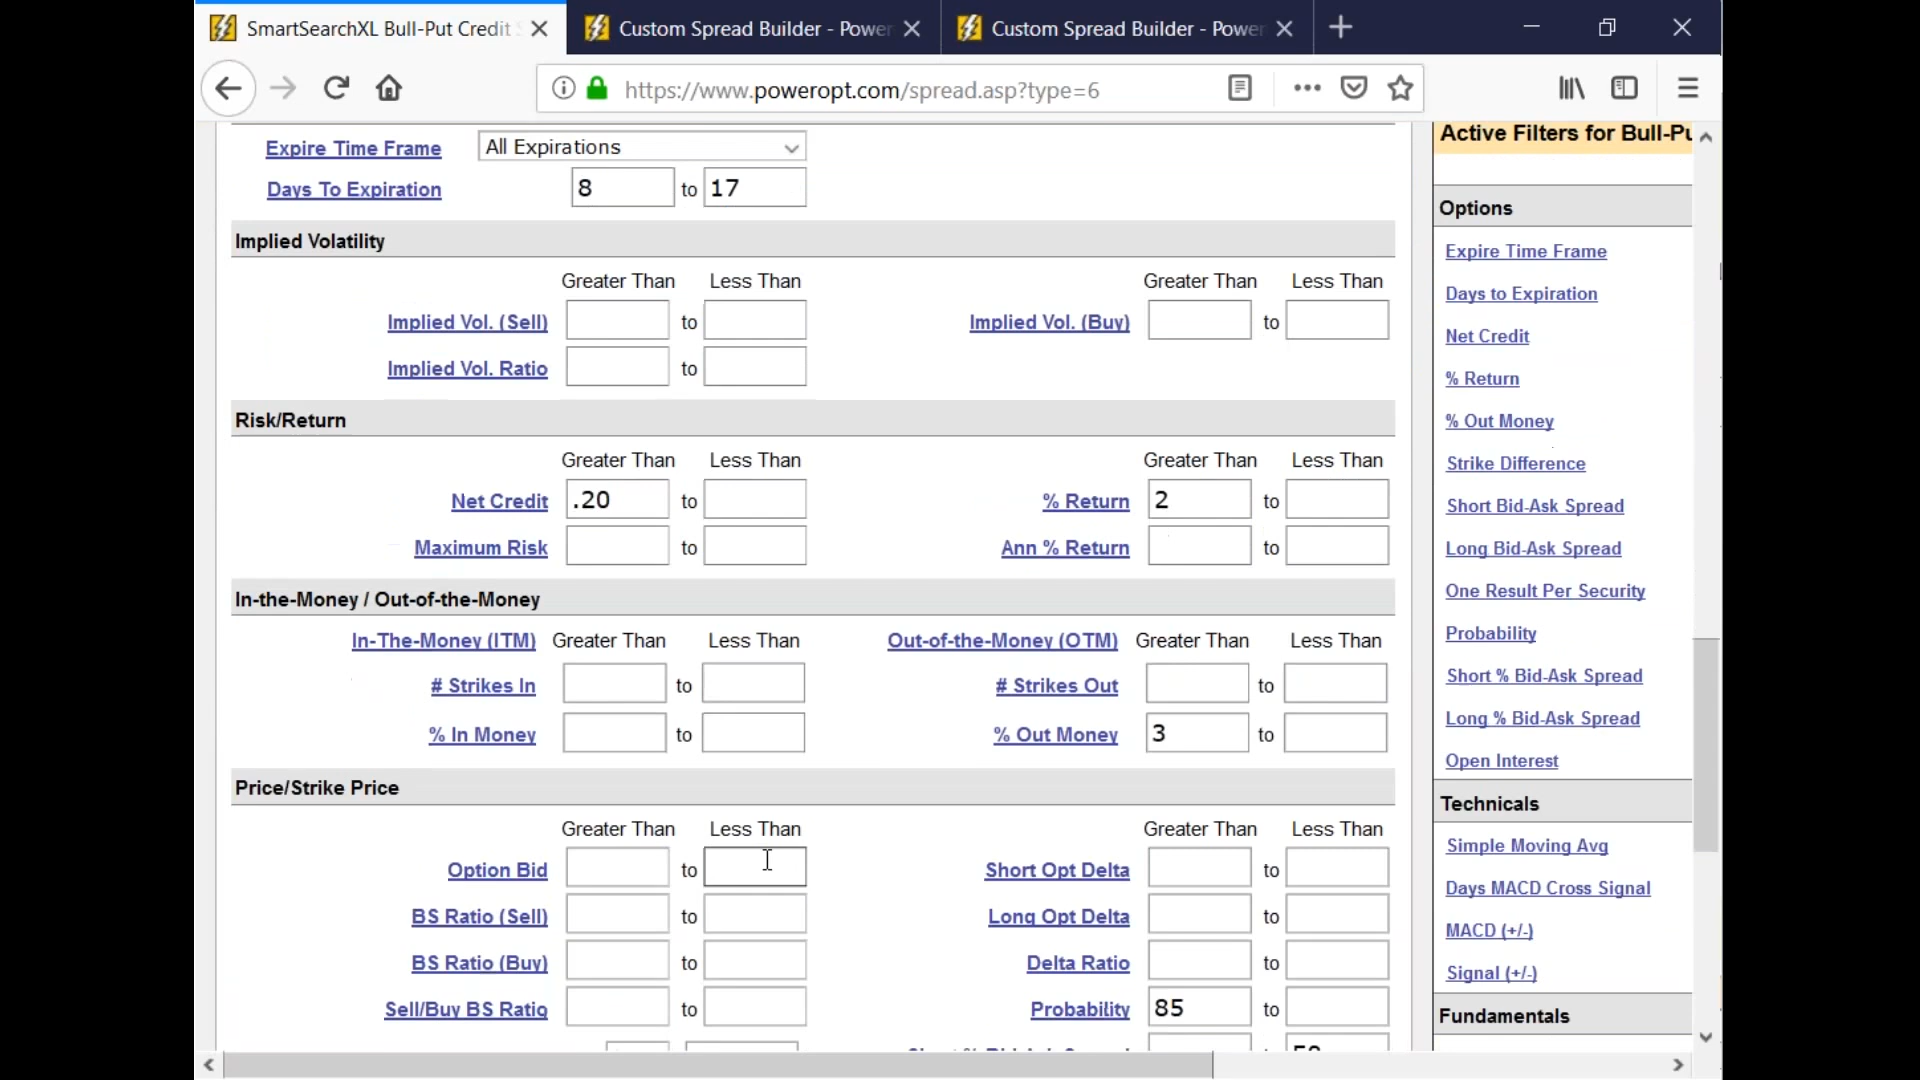 SmartSearchXL Bull-Put Credit S
Custom Spread Builder - Power
Custom Spread Builder - Power
https://www.poweropt.com/spread.asp?type=6
Expire Time Frame All Expirations
Days To Expiration 8 to 17
Implied Volatility
Greater Than Less Than Greater Than Less Than
Implied Vol. (Sell) to Implied Vol. (Buy) to
Implied Vol. Ratio to
Risk/Return
Greater Than Less Than Greater Than Less Than
Net Credit .20 to % Return 2 to
Maximum Risk to Ann % Return to
In-the-Money / Out-of-the-Money
In-The-Money (ITM) Greater Than Less Than Out-of-the-Money (OTM) Greater Than Less Than
# Strikes In to # Strikes Out to
% In Money to % Out Money 3 to
Price/Strike Price
Greater Than Less Than Greater Than Less Than
Option Bid to Short Opt Delta to
BS Ratio (Sell) to Long Opt Delta to
BS Ratio (Buy) to Delta Ratio to
Sell/Buy BS Ratio to Probability 85 to
Active Filters for Bull-Pu
Options
Expire Time Frame
Days to Expiration
Net Credit
% Return
% Out Money
Strike Difference
Short Bid-Ask Spread
Long Bid-Ask Spread
One Result Per Security
Probability
Short % Bid-Ask Spread
Long % Bid-Ask Spread
Open Interest
Technicals
Simple Moving Avg
Days MACD Cross Signal
MACD (+/-)
Signal (+/-)
Fundamentals